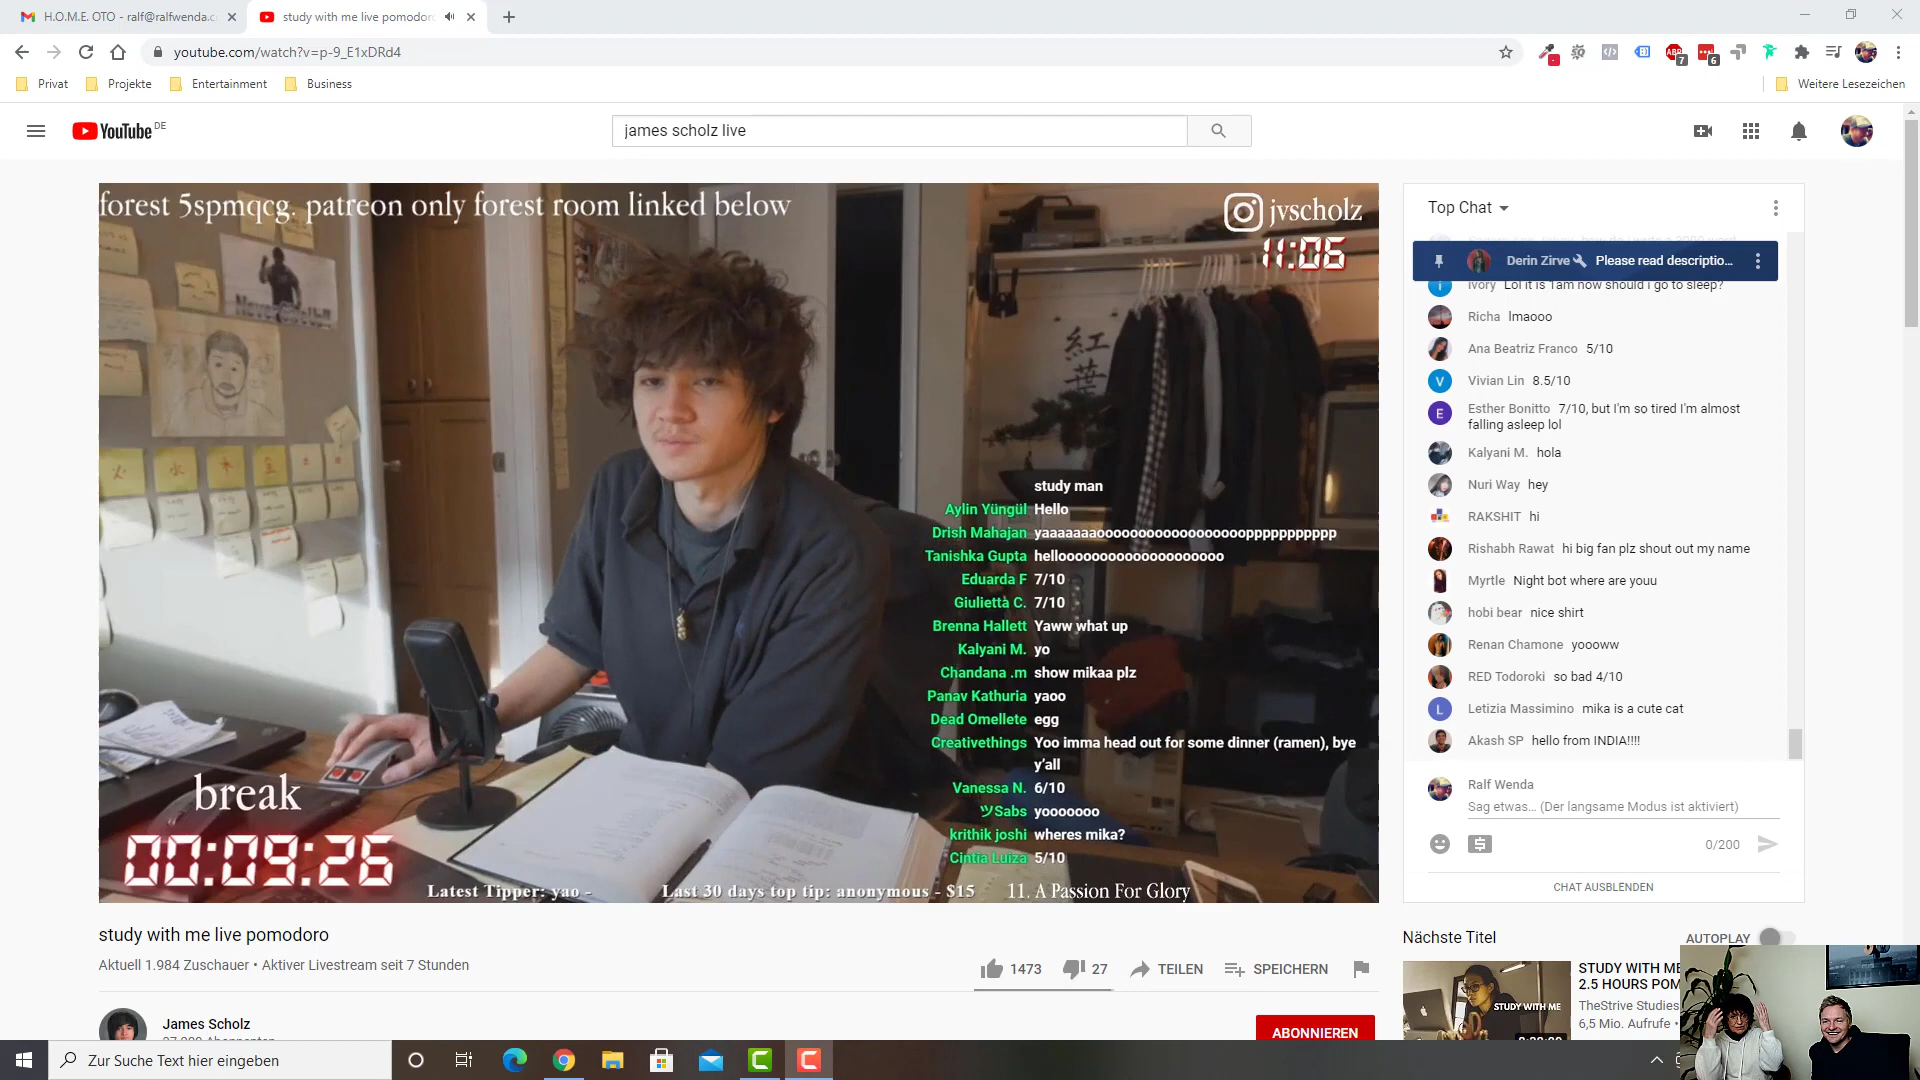 H.O.M.E. OTO - ralf@ralfwenda.c
study with me live pomodoro
youtube.com/watch?v=p-9_E1xDRd4
7
6
Privat
Projekte
Entertainment
Business
Weitere Lesezeichen
YouTube DE
james scholz live
forest 5spmqcg. patreon only forest room linked below
jvscholz
11:06
Never Give Up!!
紅葉
study man
Aylin Yüngül Hello
Drish Mahajan yaaaaaaaooooooooooooooooooppppppppppp
Tanishka Gupta helloooooooooooooooooooo
Eduarda F 7/10
Giulietta C. 7/10
Brenna Hallett Yaww what up
Kalyani M. yo
Chandana .m show mikaa plz
Panav Kathuria yaoo
Dead Omellete egg
Creativethings Yoo imma head out for some dinner (ramen), bye
y'all
Vanessa N. 6/10
ツSabs yooooooo
krithik joshi wheres mika?
Cintia Luiza 5/10
break
00:09:26
Latest Tipper: yao -
Last 30 days top tip: anonymous - $15
11. A Passion For Glory
Top Chat
Derin Zirve Please read descriptio...
Ivory Lol it is 1am now should i go to sleep?
Richa lmaooo
Ana Beatriz Franco 5/10
V
Vivian Lin 8.5/10
E
Esther Bonitto 7/10, but I'm so tired I'm almost
falling asleep lol
Kalyani M. hola
Nuri Way hey
RAKSHIT hi
Rishabh Rawat hi big fan plz shout out my name
Myrtle Night bot where are youu
hobi bear nice shirt
Renan Chamone yoooww
RED Todoroki so bad 4/10
L
Letizia Massimino mika is a cute cat
Akash SP hello from INDIA!!!!
Ralf Wenda
Sag etwas... (Der langsame Modus ist aktiviert)
0/200
CHAT AUSBLENDEN
study with me live pomodoro
Aktuell 1.984 Zuschauer • Aktiver Livestream seit 7 Stunden
1473
27
TEILEN
SPEICHERN
James Scholz
ABONNIEREN
Nächste Titel
AUTOPLAY
STUDY WITH ME
STUDY WITH ME
2.5 HOURS POM
TheStrive Studies
6,5 Mio. Aufrufe •
Zur Suche Text hier eingeben